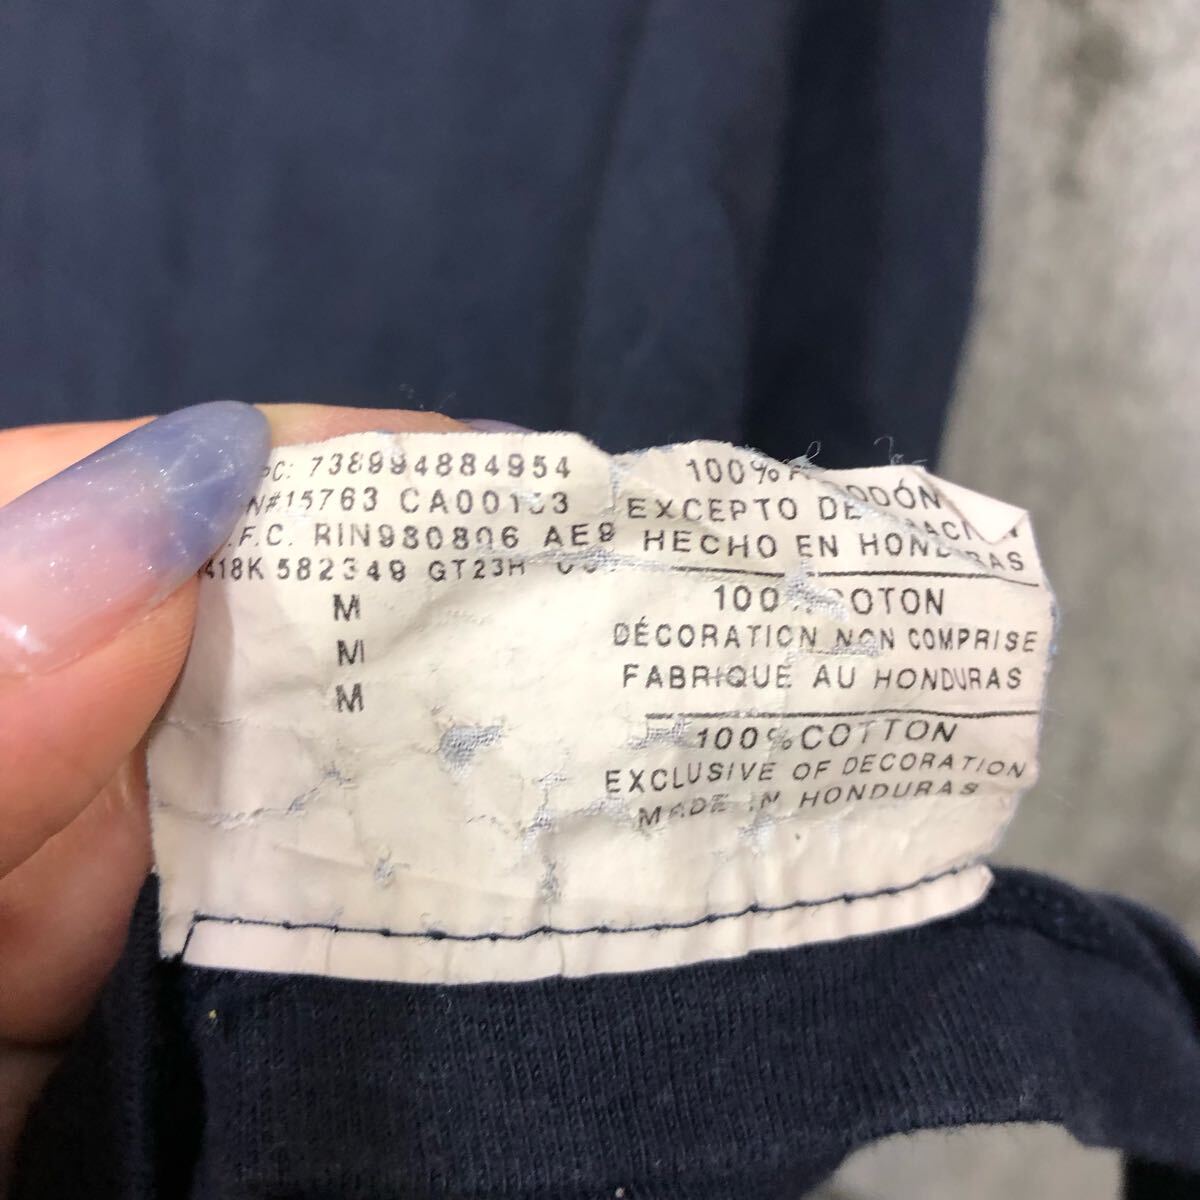 738994884954
N#15763
F.C. RIN980806 AE8
418K 582349 GT23H
M
M
M
100%
EXCEPTO DE
HECHO EN HONDURAS
100% COTON
DÉCORATION NON COMPRISE
FABRIQUE AU HONDURAS
100% COTTON
EXCLUSIVE OF DECORATION
MADE IN HONDURAS